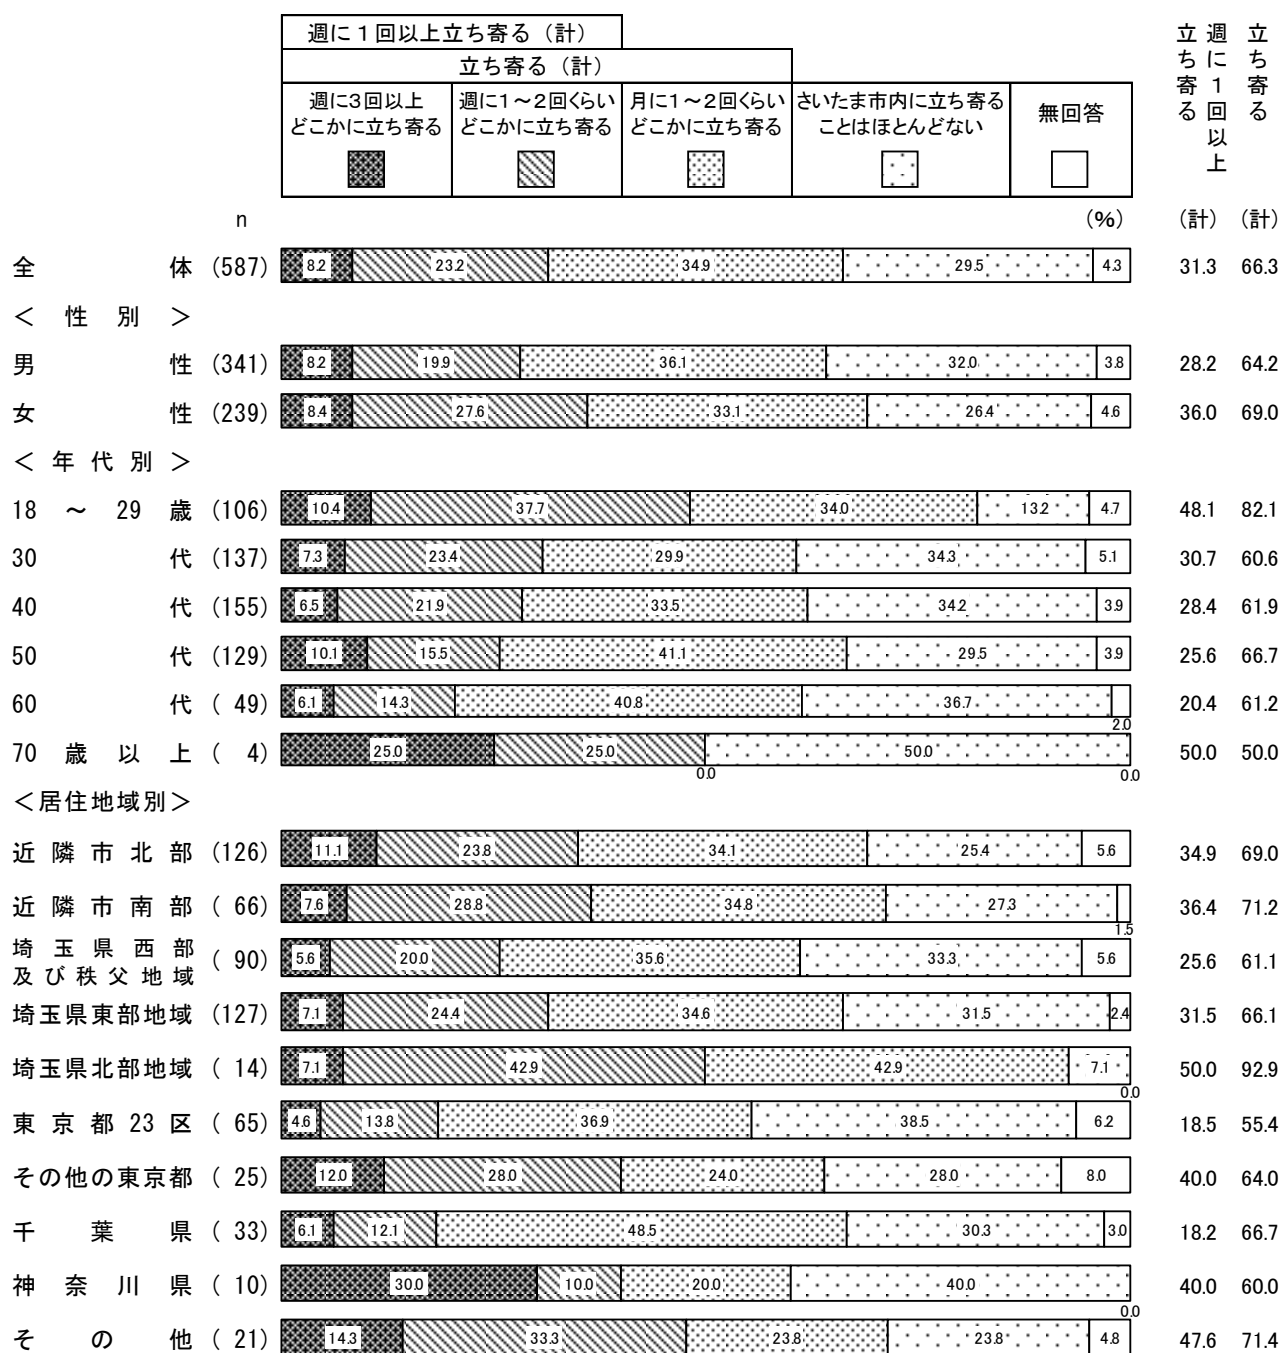 週に１回以上立ち寄る（計）
立ち寄る（計）
週に3回以上 どこかに立ち寄る
週に1～2回くらい どこかに立ち寄る
月に1～2回くらい どこかに立ち寄る
さいたま市内に立ち寄る ことはほとんどない
無回答
週に１回以上立ち寄る
立ち寄る
n (%) (計) (計)
全体 (587) 8.2 23.2 34.9 29.5 4.3 31.3 66.3
＜性別＞
男性 (341) 8.2 19.9 36.1 32.0 3.8 28.2 64.2
女性 (239) 8.4 27.6 33.1 26.4 4.6 36.0 69.0
＜年代別＞
18～29歳 (106) 10.4 37.7 34.0 13.2 4.7 48.1 82.1
30代 (137) 7.3 23.4 29.9 34.3 5.1 30.7 60.6
40代 (155) 6.5 21.9 33.5 34.2 3.9 28.4 61.9
50代 (129) 10.1 15.5 41.1 29.5 3.9 25.6 66.7
60代 ( 49) 6.1 14.3 40.8 36.7 2.0 20.4 61.2
70歳以上 ( 4) 25.0 25.0 0.0 50.0 0.0 50.0 50.0
＜居住地域別＞
近隣市北部 (126) 11.1 23.8 34.1 25.4 5.6 34.9 69.0
近隣市南部 ( 66) 7.6 28.8 34.8 27.3 1.5 36.4 71.2
埼玉県西部
及び秩父地域 ( 90) 5.6 20.0 35.6 33.3 5.6 25.6 61.1
埼玉県東部地域 (127) 7.1 24.4 34.6 31.5 2.4 31.5 66.1
埼玉県北部地域 ( 14) 7.1 42.9 42.9 7.1 0.0 50.0 92.9
東京都23区 ( 65) 4.6 13.8 36.9 38.5 6.2 18.5 55.4
その他の東京都 ( 25) 12.0 28.0 24.0 28.0 8.0 40.0 64.0
千葉県 ( 33) 6.1 12.1 48.5 30.3 3.0 18.2 66.7
神奈川県 ( 10) 30.0 10.0 20.0 40.0 0.0 40.0 60.0
その他 ( 21) 14.3 33.3 23.8 23.8 4.8 47.6 71.4